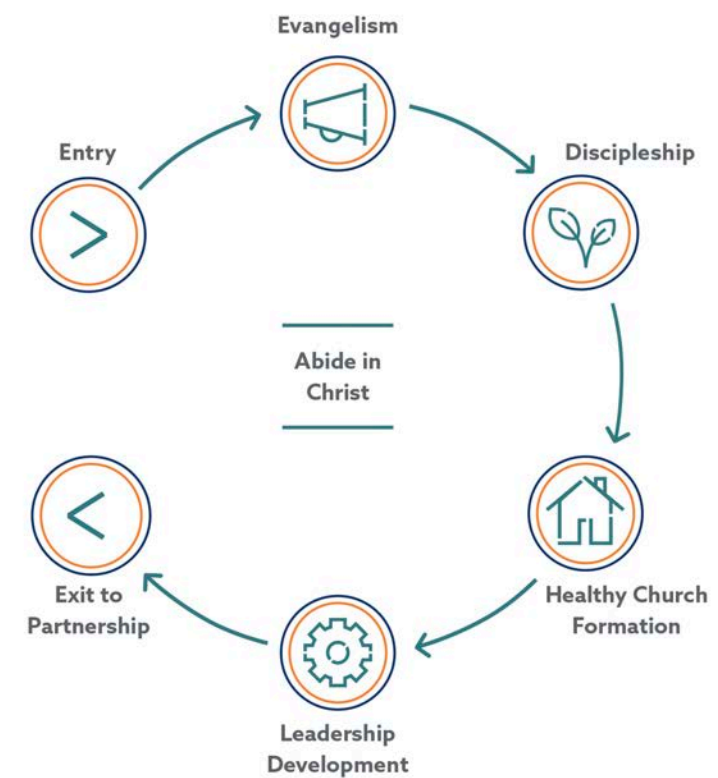 Evangelism
Entry
Discipleship
Abide in
Christ
Healthy Church
Formation
Leadership
Development
Exit to
Partnership